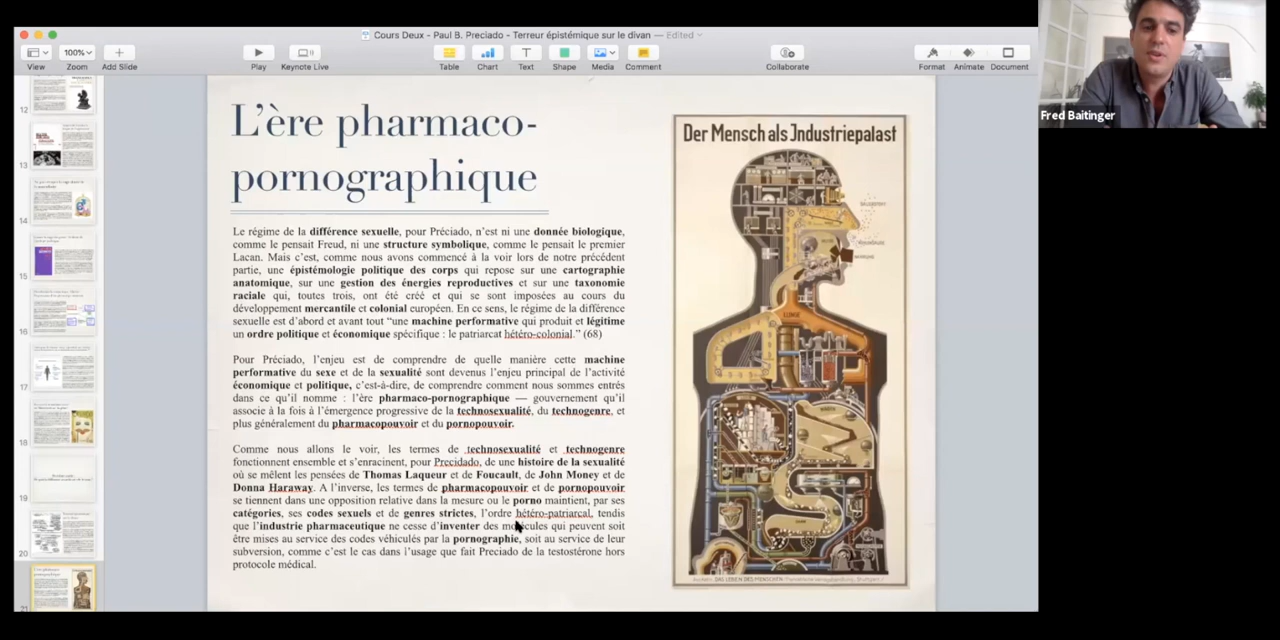 Cours Deux - Paul B. Preciado - Terreur épistémique sur le divan — Edited
100%
View
Zoom
Add Slide
Play
Keynote Live
Table
Chart
Text
Shape
Media
Comment
Collaborate
Format
Animate
Document
Fred Baitinger
12
13
14
15
16
17
18
19
20
21
L'ère pharmaco-
pornographique
Le régime de la différence sexuelle, pour Préciado, n'est ni une donnée biologique,
comme le pensait Freud, ni une structure symbolique, comme le pensait le premier
Lacan. Mais c'est, comme nous avons commencé à la voir lors de notre précédent
partie, une épistémologie politique des corps qui repose sur une cartographie
anatomique, sur une gestion des énergies reproductives et sur une taxonomie
raciale qui, toutes trois, ont été créé et qui se sont imposées au cours du
développement mercantile et colonial européen. En ce sens, le régime de la différence
sexuelle est d'abord et avant tout “une machine performative qui produit et légitime
un ordre politique et économique spécifique : le patriarcat hétéro-colonial.” (68)
Pour Préciado, l'enjeu est de comprendre de quelle manière cette machine
performative du sexe et de la sexualité sont devenus l'enjeu principal de l'activité
économique et politique, c'est-à-dire, de comprendre comment nous sommes entrés
dans ce qu'il nomme : l'ère pharmaco-pornographique — gouvernement qu'il
associe à la fois à l'émergence progressive de la technosexualité, du technogenre, et
plus généralement du pharmacopouvoir et du pornopouvoir.
Comme nous allons le voir, les termes de technosexualité et technogenre
fonctionnent ensemble et s'enracinent, pour Precidado, de une histoire de la sexualité
où se mêlent les pensées de Thomas Laqueur et de Foucault, de John Money et de
Donna Haraway. A l'inverse, les termes de pharmacopouvoir et de pornopouvoir
se tiennent dans une opposition relative dans la mesure ou le porno maintient, par ses
catégories, ses codes sexuels et de genres strictes, l'ordre hétéro-patriarcal, tendis
que l'industrie pharmaceutique ne cesse d'inventer des molécules qui peuvent soit
être mises au service des codes véhiculés par la pornographie, soit au service de leur
subversion, comme c'est le cas dans l'usage que fait Preciado de la testostérone hors
protocole médical.
Der Mensch als Industriepalast